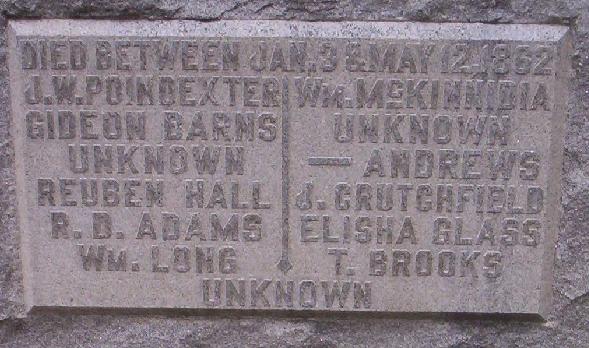 DIED BETWEEN JAN. 3 & MAY 12, 1862
J. W. POINDEXTER
GIDEON BARNS
UNKNOWN
REUBEN HALL
R. D. ADAMS
WM. LONG
WM. MCKINNIDIA
UNKNOWN
— ANDREWS
J. CRUTCHFIELD
ELISHA GLASS
T. BROOKS
UNKNOWN